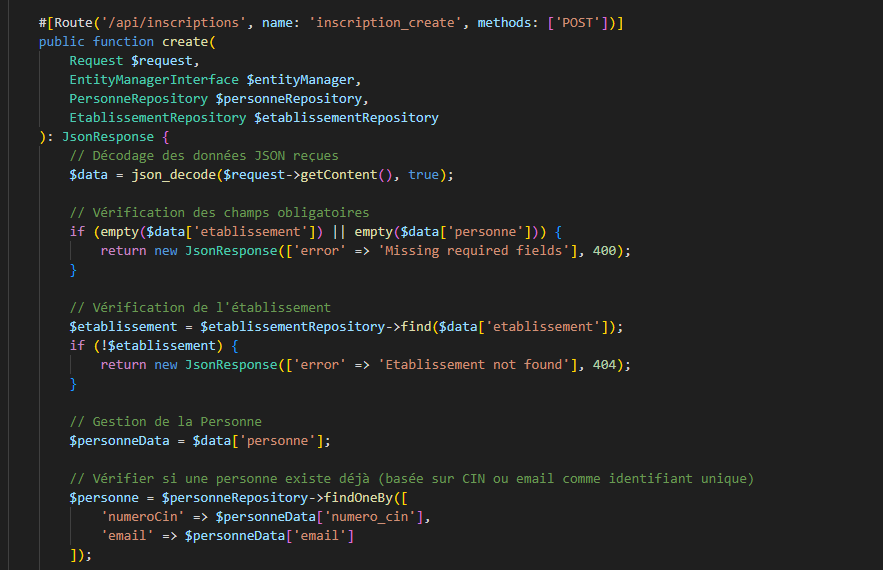 #[Route('/api/inscriptions', name: 'inscription_create', methods: ['POST'])]
public function create(
    Request $request,
    EntityManagerInterface $entityManager,
    PersonneRepository $personneRepository,
    EtablissementRepository $etablissementRepository
): JsonResponse {
    // Décodage des données JSON reçues
    $data = json_decode($request->getContent(), true);

    // Vérification des champs obligatoires
    if (empty($data['etablissement']) || empty($data['personne'])) {
        return new JsonResponse(['error' => 'Missing required fields'], 400);
    }

    // Vérification de l'établissement
    $etablissement = $etablissementRepository->find($data['etablissement']);
    if (!$etablissement) {
        return new JsonResponse(['error' => 'Etablissement not found'], 404);
    }

    // Gestion de la Personne
    $personneData = $data['personne'];

    // Vérifier si une personne existe déjà (basée sur CIN ou email comme identifiant unique)
    $personne = $personneRepository->findOneBy([
        'numeroCin' => $personneData['numero_cin'],
        'email' => $personneData['email']
    ]);